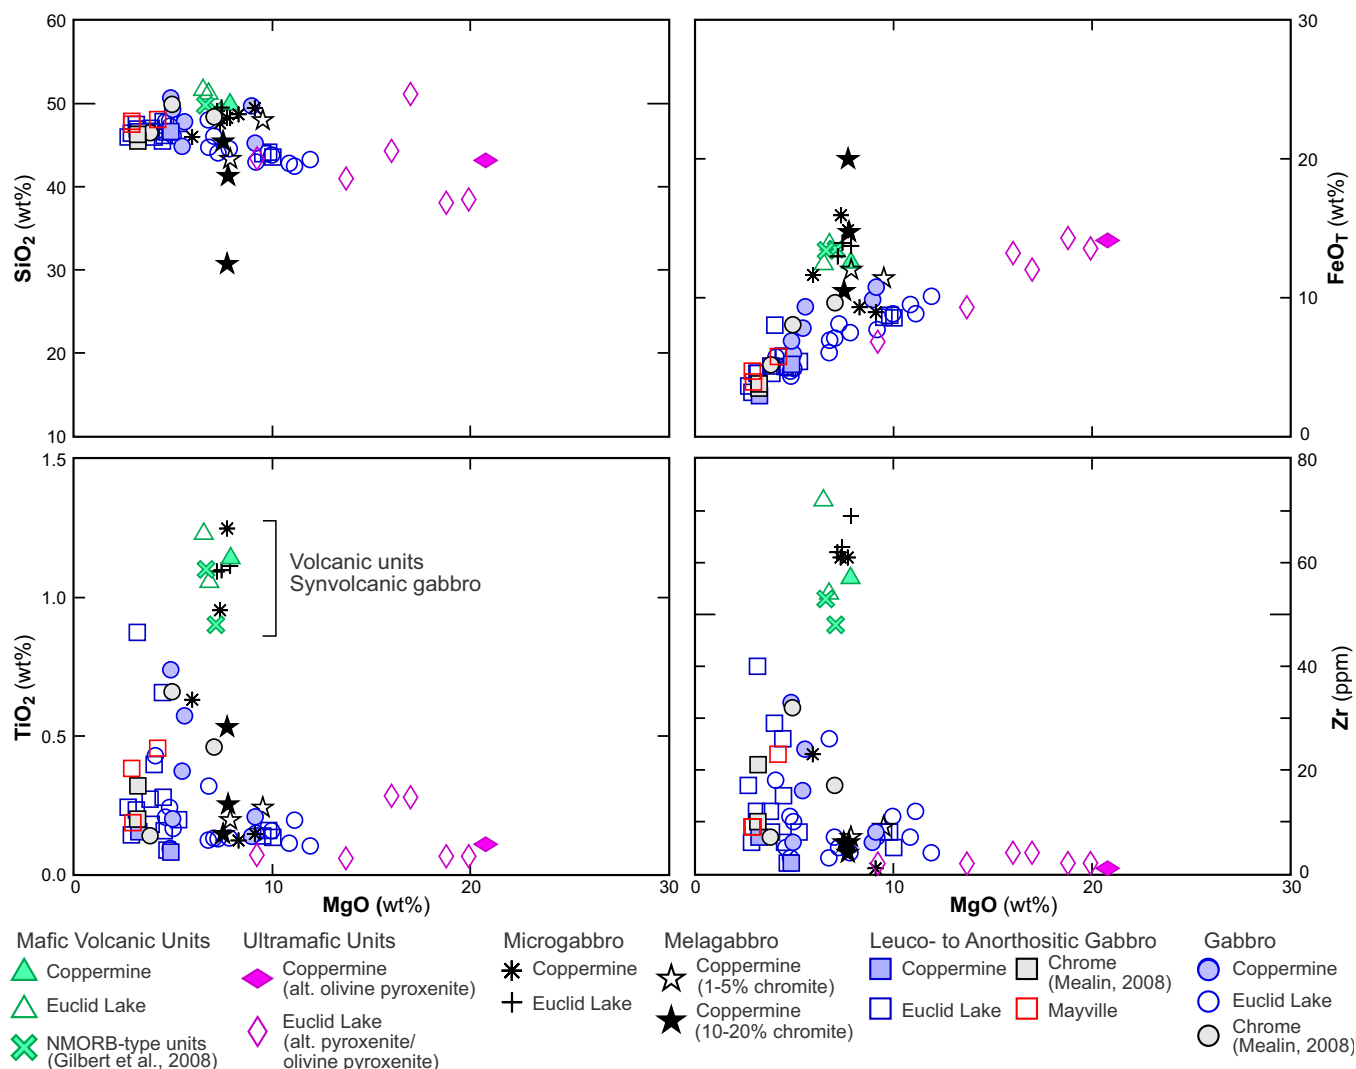 60
50
40
30
20
10
SiO2 (wt%)
30
20
10
0
FeOT (wt%)
1.5
1.0
0.5
0.0
TiO2 (wt%)
Volcanic units
Synvolcanic gabbro
80
60
40
20
0
Zr (ppm)
0
10
20
30
MgO (wt%)
0
10
20
30
MgO (wt%)
Mafic Volcanic Units
Coppermine
Euclid Lake
NMORB-type units
(Gilbert et al., 2008)
Ultramafic Units
Coppermine
(alt. olivine pyroxenite)
Euclid Lake
(alt. pyroxenite/
olivine pyroxenite)
Microgabbro
Coppermine
Euclid Lake
Melagabbro
Coppermine
(1-5% chromite)
Coppermine
(10-20% chromite)
Leuco- to Anorthositic Gabbro
Coppermine
Euclid Lake
Chrome
(Mealin, 2008)
Mayville
Gabbro
Coppermine
Euclid Lake
Chrome
(Mealin, 2008)